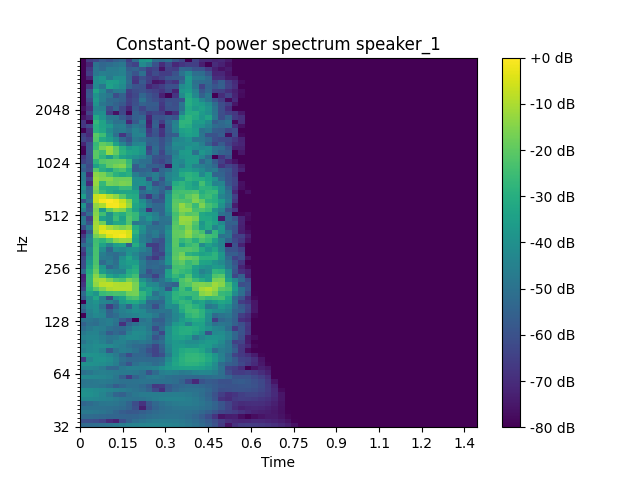 Constant-Q power spectrum speaker_1
Hz
2048
1024
512
256
128
64
32
0 0.15 0.3 0.45 0.6 0.75 0.9 1.1 1.2 1.4
Time
+0 dB
-10 dB
-20 dB
-30 dB
-40 dB
-50 dB
-60 dB
-70 dB
-80 dB